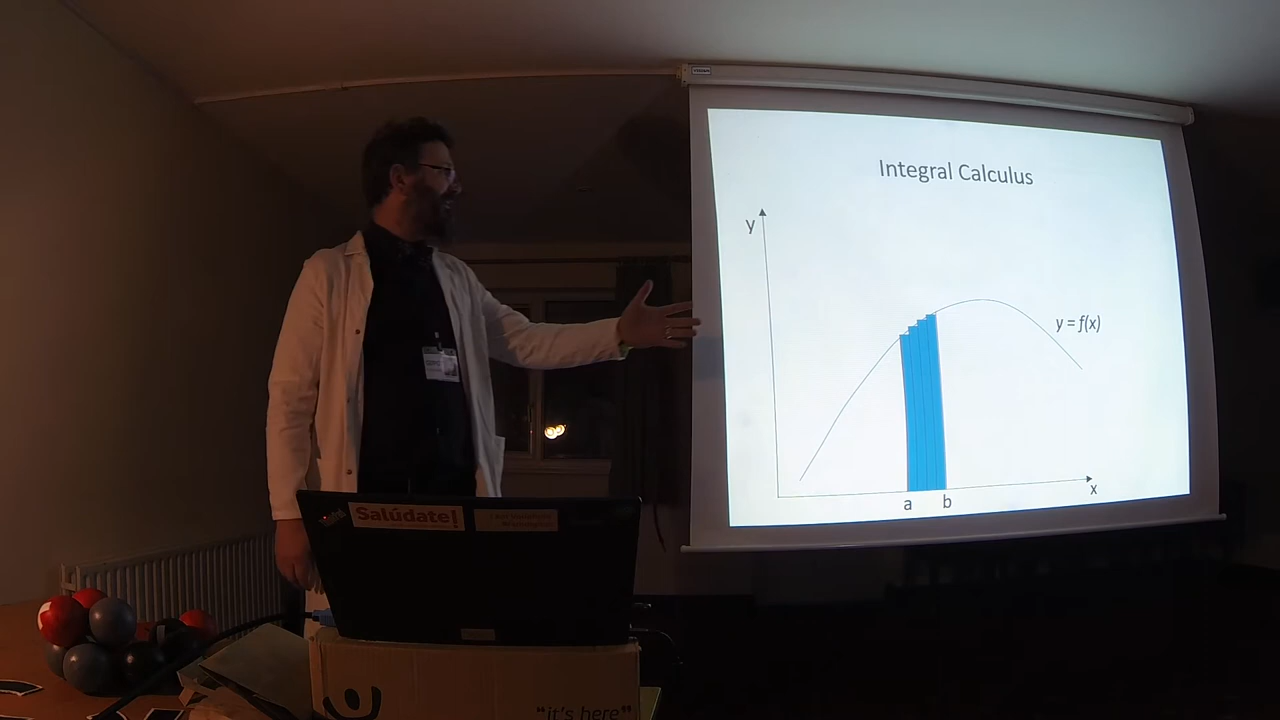 Integral Calculus
y
y = f(x)
x
a
b
Salúdate!
"it's here"